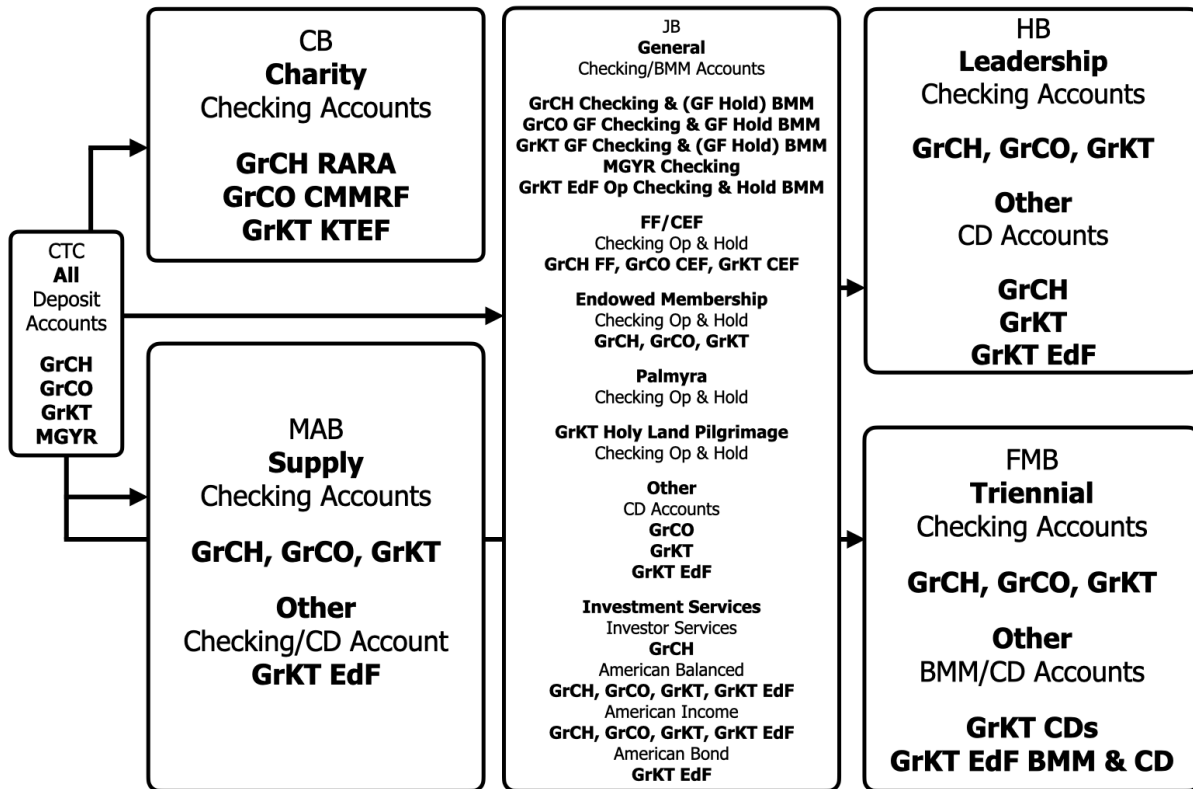 CTC
All
Deposit
Accounts
GrCH
GrCO
GrKT
MGYR
CB
Charity
Checking Accounts
GrCH RARA
GrCO CMMRF
GrKT KTEF
MAB
Supply
Checking Accounts
GrCH, GrCO, GrKT
Other
Checking/CD Account
GrKT EdF
JB
General
Checking/BMM Accounts
GrCH Checking & (GF Hold) BMM
GrCO GF Checking & GF Hold BMM
GrKT GF Checking & (GF Hold) BMM
MGYR Checking
GrKT EdF Op Checking & Hold BMM
FF/CEF
Checking Op & Hold
GrCH FF, GrCO CEF, GrKT CEF
Endowed Membership
Checking Op & Hold
GrCH, GrCO, GrKT
Palmyra
Checking Op & Hold
GrKT Holy Land Pilgrimage
Checking Op & Hold
Other
CD Accounts
GrCO
GrKT
GrKT EdF
Investment Services
Investor Services
GrCH
American Balanced
GrCH, GrCO, GrKT, GrKT EdF
American Income
GrCH, GrCO, GrKT, GrKT EdF
American Bond
GrKT EdF
HB
Leadership
Checking Accounts
GrCH, GrCO, GrKT
Other
CD Accounts
GrCH
GrKT
GrKT EdF
FMB
Triennial
Checking Accounts
GrCH, GrCO, GrKT
Other
BMM/CD Accounts
GrKT CDs
GrKT EdF BMM & CD